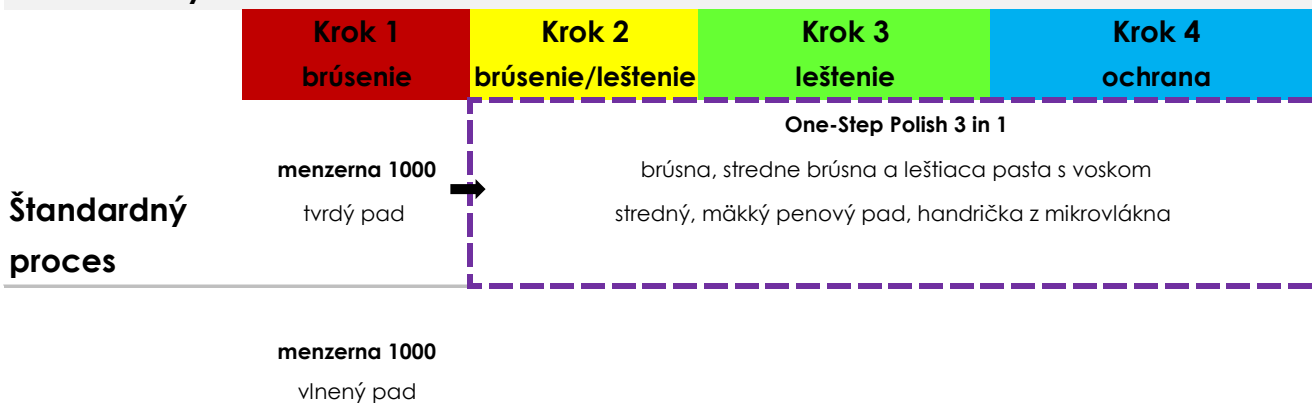 Krok 1
brúsenie
Krok 2
brúsenie/leštenie
Krok 3
leštenie
Krok 4
ochrana
Štandardný
proces
menzerna 1000
tvrdý pad
One-Step Polish 3 in 1
brúsna, stredne brúsna a leštiaca pasta s voskom
stredný, mäkký penový pad, handrička z mikrovlákna
menzerna 1000
vlnený pad